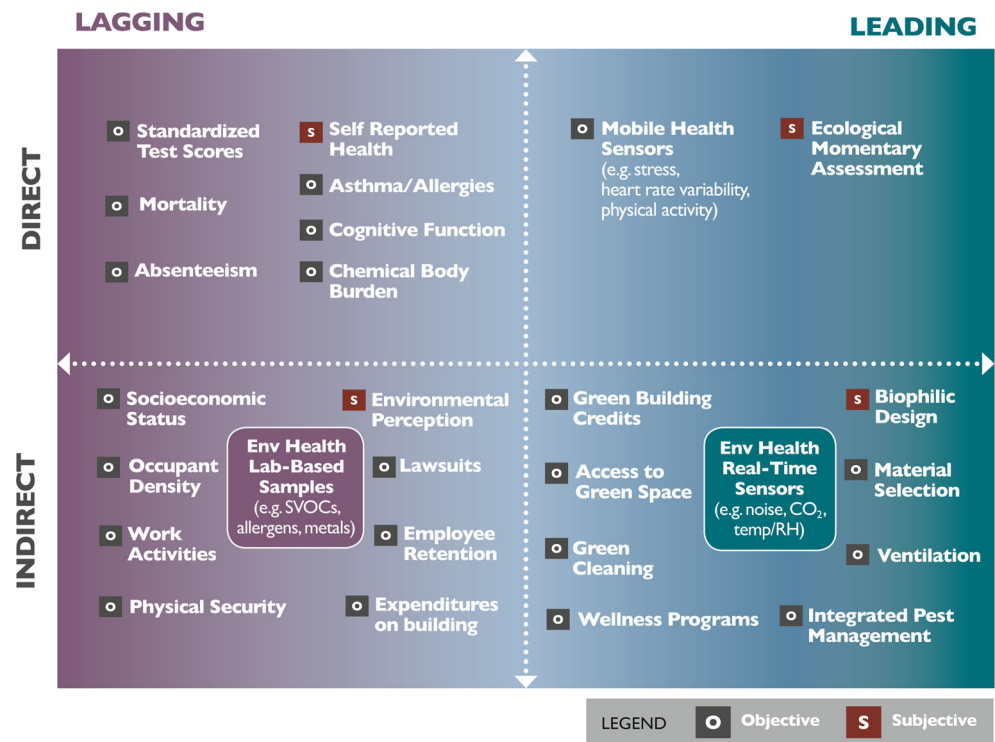 LAGGING
LEADING
DIRECT
O Standardized
Test Scores
O Mortality
O Absenteeism
S Self Reported
Health
O Asthma/Allergies
O Cognitive Function
O Chemical Body
Burden
O Mobile Health
Sensors
(e.g. stress,
heart rate variability,
physical activity)
S Ecological
Momentary
Assessment
INDIRECT
O Socioeconomic
Status
O Occupant
Density
O Work
Activities
O Physical Security
Env Health
Lab-Based
Samples
(e.g. SVOCs,
allergens, metals)
S Environmental
Perception
O Lawsuits
O Employee
Retention
O Expenditures
on building
O Green Building
Credits
O Access to
Green Space
O Green
Cleaning
O Wellness Programs
Env Health
Real-Time
Sensors
(e.g. noise, CO₂,
temp/RH)
S Biophilic
Design
O Material
Selection
O Ventilation
O Integrated Pest
Management
LEGEND O Objective S Subjective